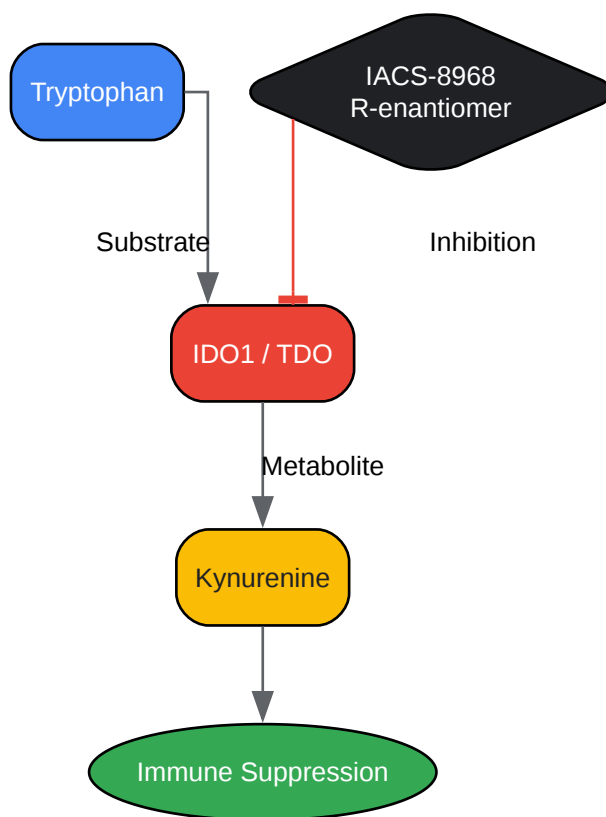 Tryptophan
IACS-8968
R-enantiomer
Substrate
Inhibition
IDO1 / TDO
Metabolite
Kynurenine
Immune Suppression